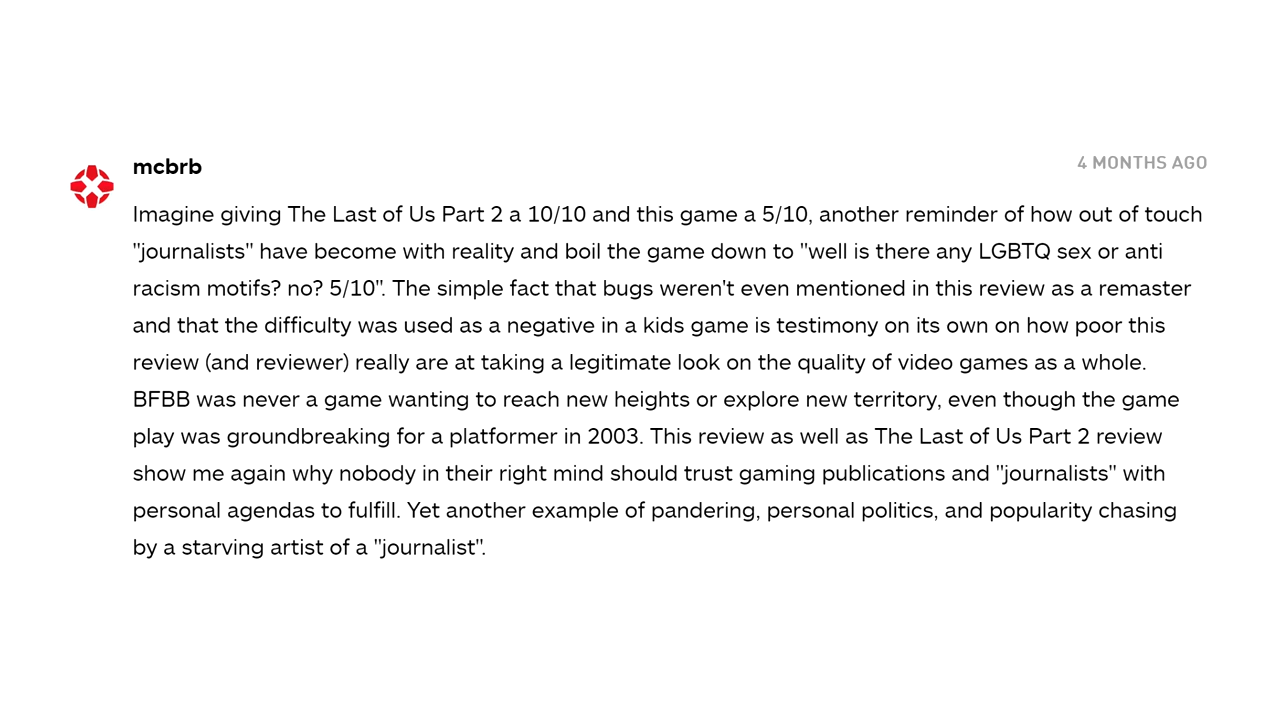 mcbrb
4 MONTHS AGO
Imagine giving The Last of Us Part 2 a 10/10 and this game a 5/10, another reminder of how out of touch
"journalists" have become with reality and boil the game down to "well is there any LGBTQ sex or anti
racism motifs? no? 5/10". The simple fact that bugs weren't even mentioned in this review as a remaster
and that the difficulty was used as a negative in a kids game is testimony on its own on how poor this
review (and reviewer) really are at taking a legitimate look on the quality of video games as a whole.
BFBB was never a game wanting to reach new heights or explore new territory, even though the game
play was groundbreaking for a platformer in 2003. This review as well as The Last of Us Part 2 review
show me again why nobody in their right mind should trust gaming publications and "journalists" with
personal agendas to fulfill. Yet another example of pandering, personal politics, and popularity chasing
by a starving artist of a "journalist".